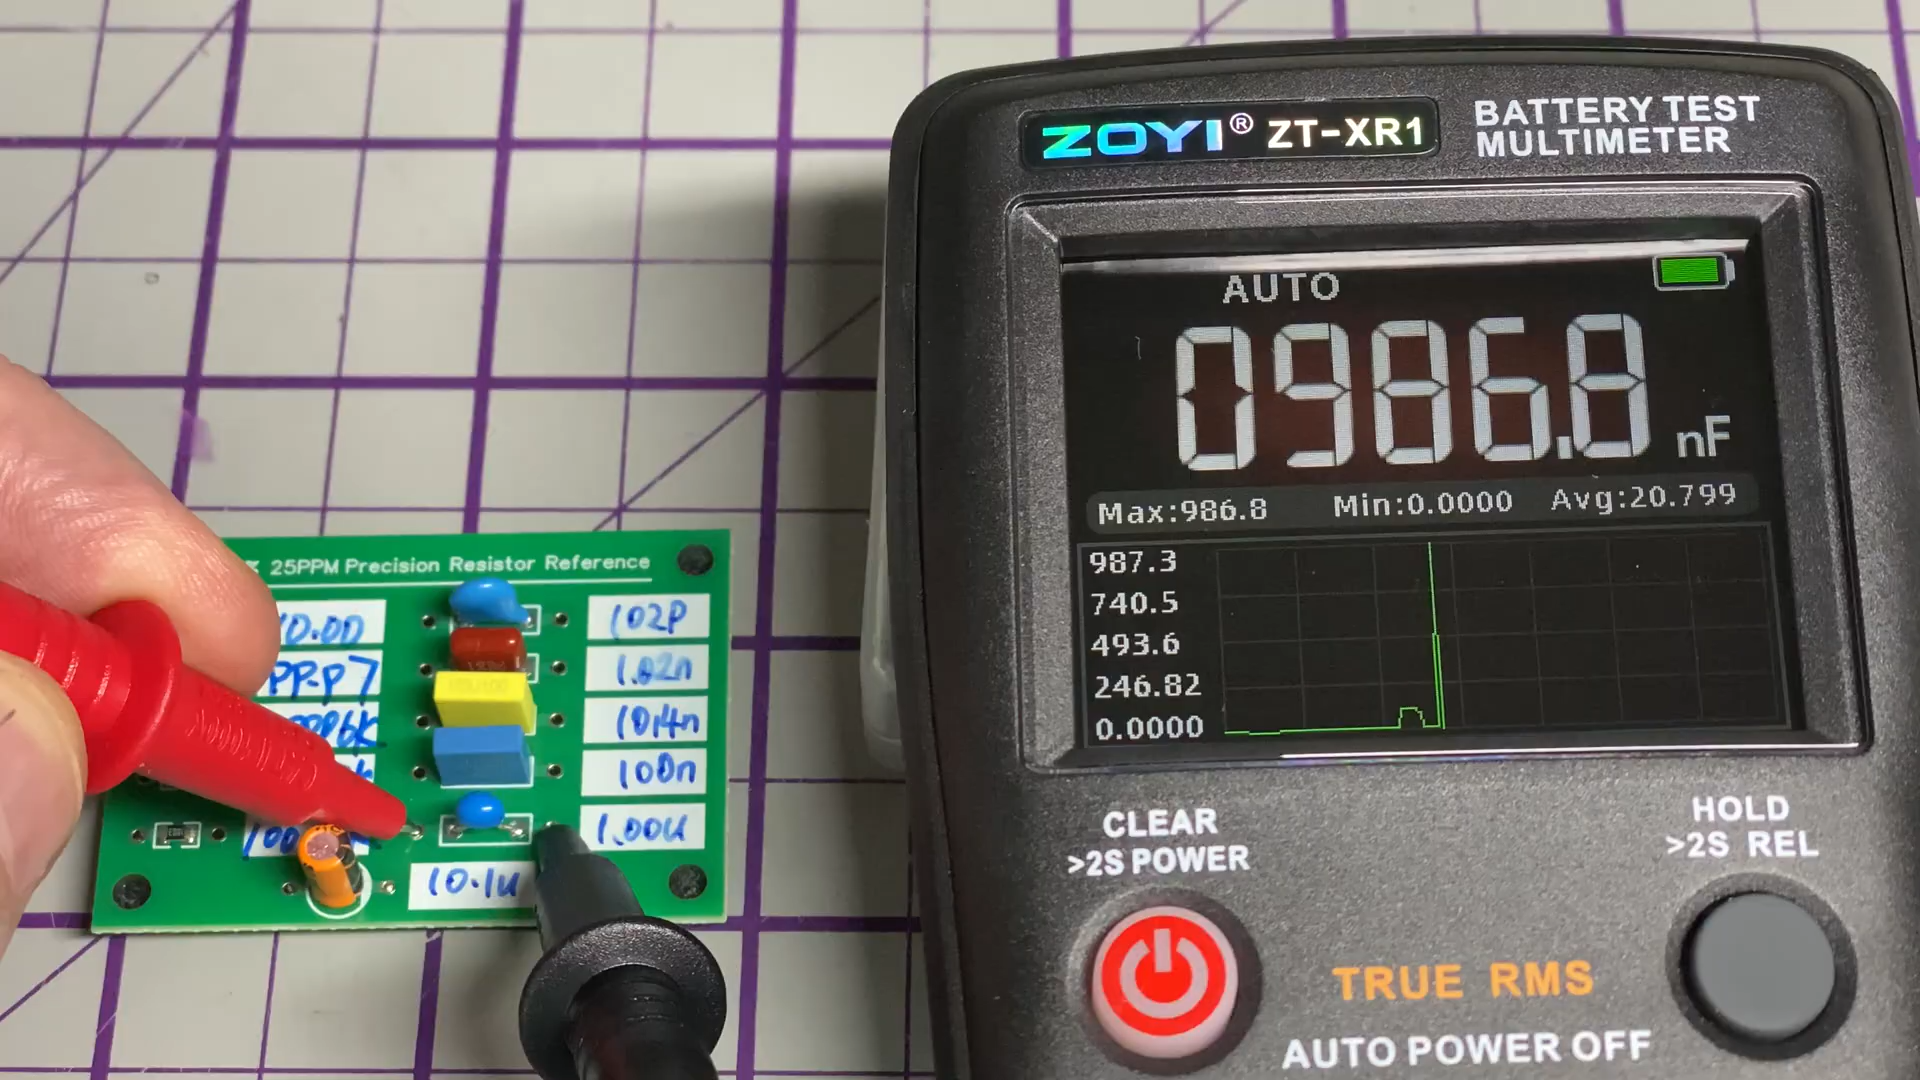 ZOYI® ZT-XR1
BATTERY TEST
MULTIMETER
AUTO
0986.8 nF
Max:986.8 Min:0.0000 Avg:20.799
987.3
740.5
493.6
246.82
0.0000
CLEAR
>2S POWER
HOLD
>2S REL
TRUE RMS
AUTO POWER OFF
25PPM Precision Resistor Reference
102P
1.02n
10.4n
100n
1.00u
10.1u